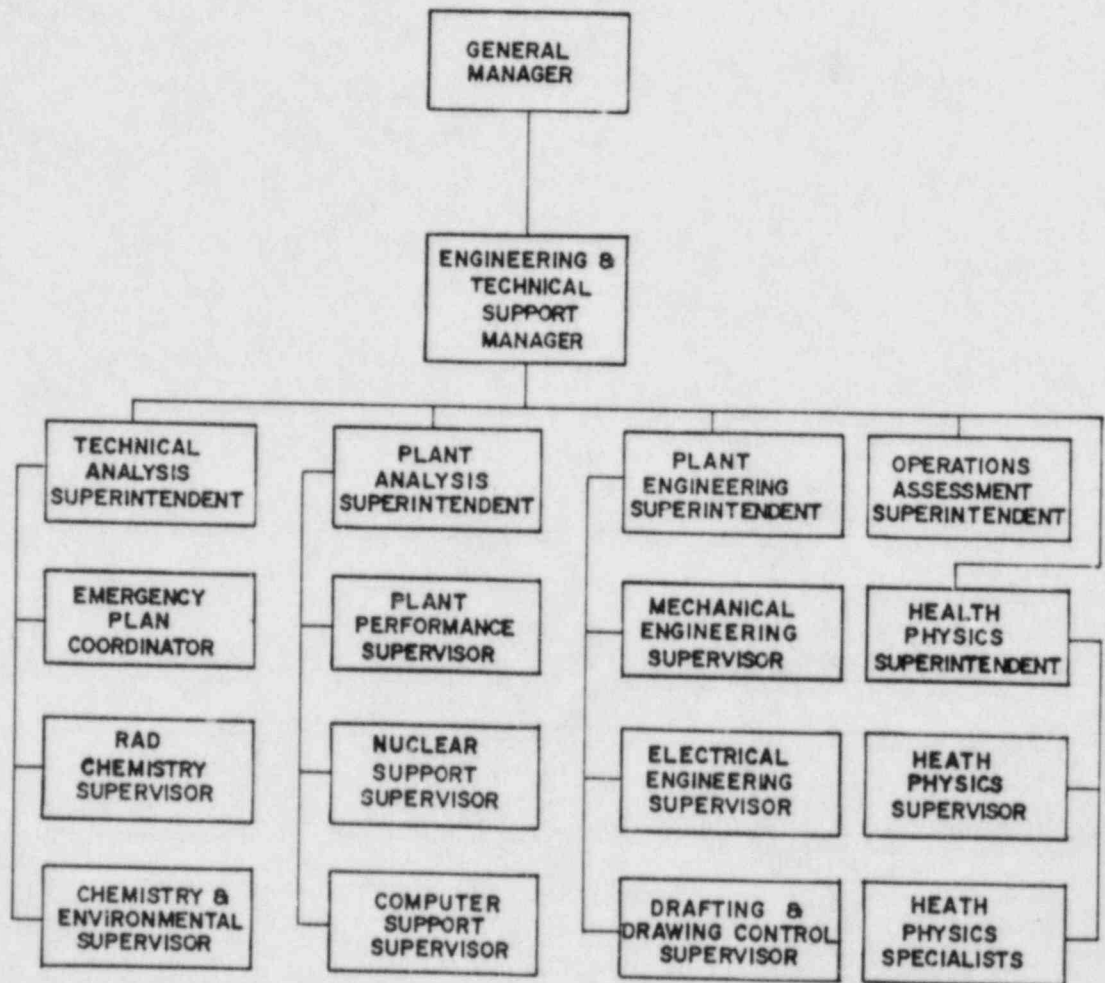 GENERAL
MANAGER
ENGINEERING &
TECHNICAL
SUPPORT
MANAGER
TECHNICAL
ANALYSIS
SUPERINTENDENT
PLANT
ANALYSIS
SUPERINTENDENT
PLANT
ENGINEERING
SUPERINTENDENT
OPERATIONS
ASSESSMENT
SUPERINTENDENT
EMERGENCY
PLAN
COORDINATOR
PLANT
PERFORMANCE
SUPERVISOR
MECHANICAL
ENGINEERING
SUPERVISOR
HEALTH
PHYSICS
SUPERINTENDENT
RAD
CHEMISTRY
SUPERVISOR
NUCLEAR
SUPPORT
SUPERVISOR
ELECTRICAL
ENGINEERING
SUPERVISOR
HEATH
PHYSICS
SUPERVISOR
CHEMISTRY &
ENVIRONMENTAL
SUPERVISOR
COMPUTER
SUPPORT
SUPERVISOR
DRAFTING &
DRAWING CONTROL
SUPERVISOR
HEATH
PHYSICS
SPECIALISTS